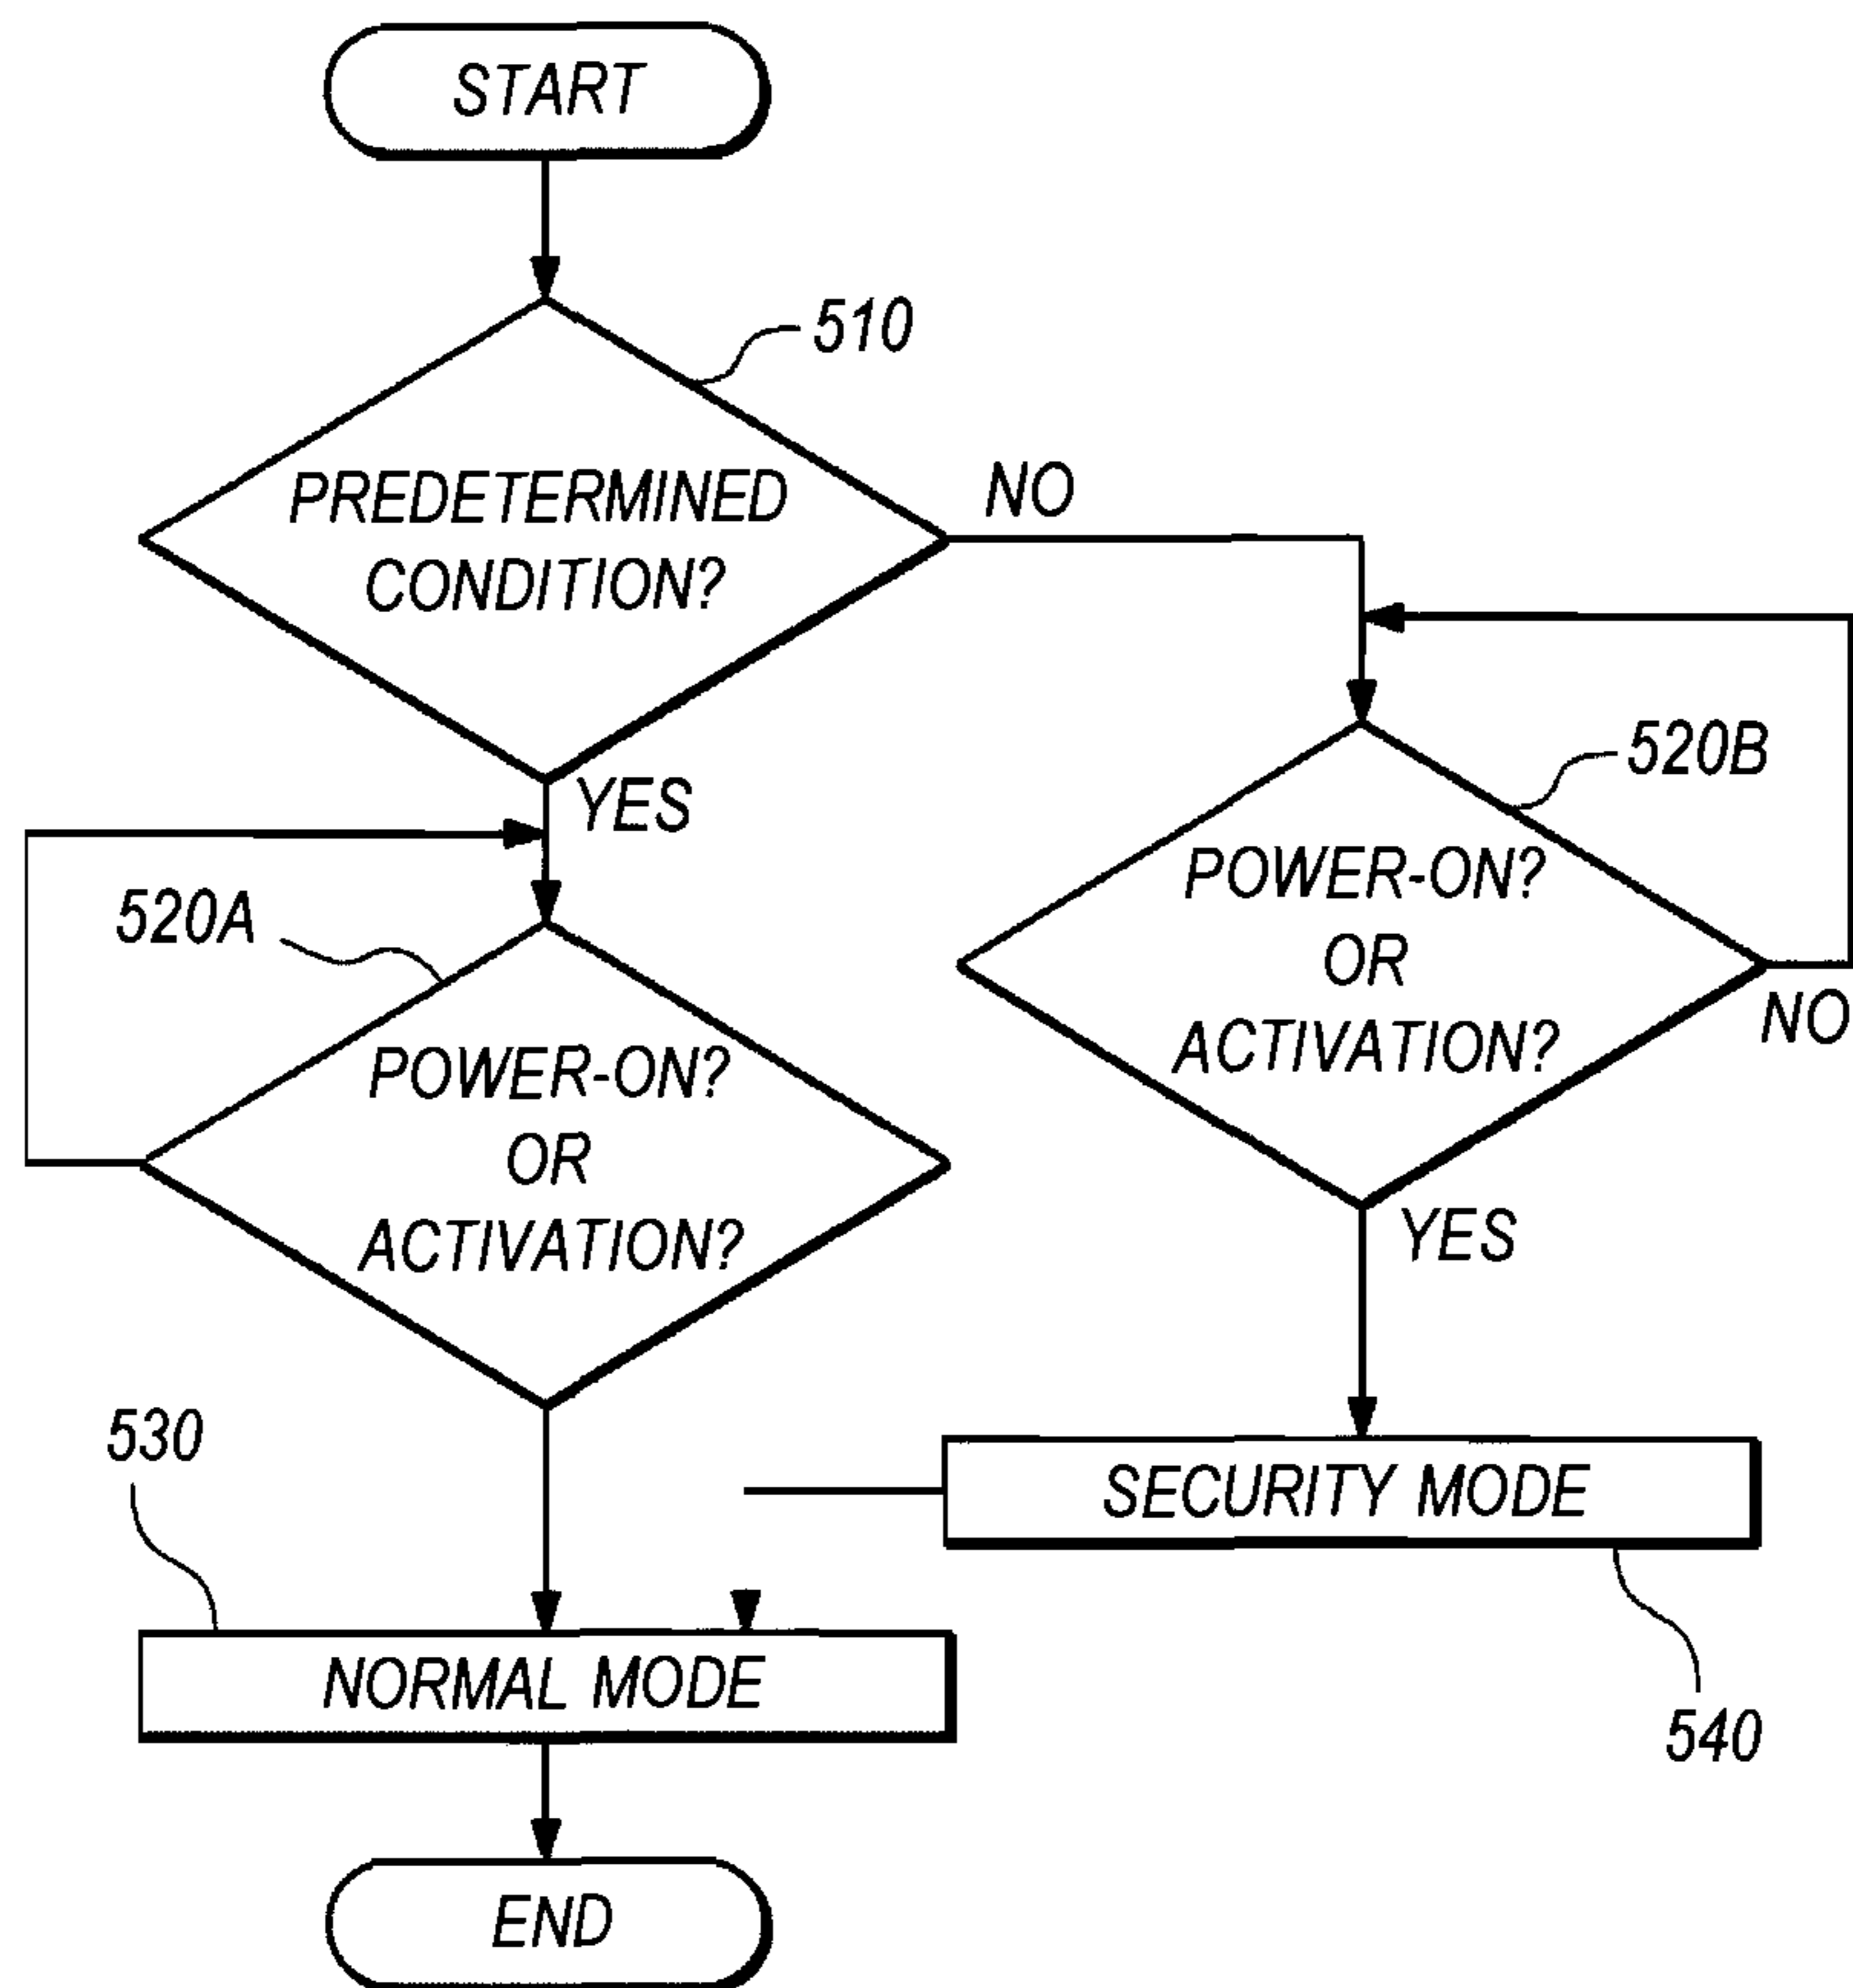 START
510
PREDETERMINED
CONDITION?
NO
YES
520A
POWER-ON?
OR
ACTIVATION?
520B
POWER-ON?
OR
ACTIVATION?
NO
YES
530
SECURITY MODE
NORMAL MODE
540
END